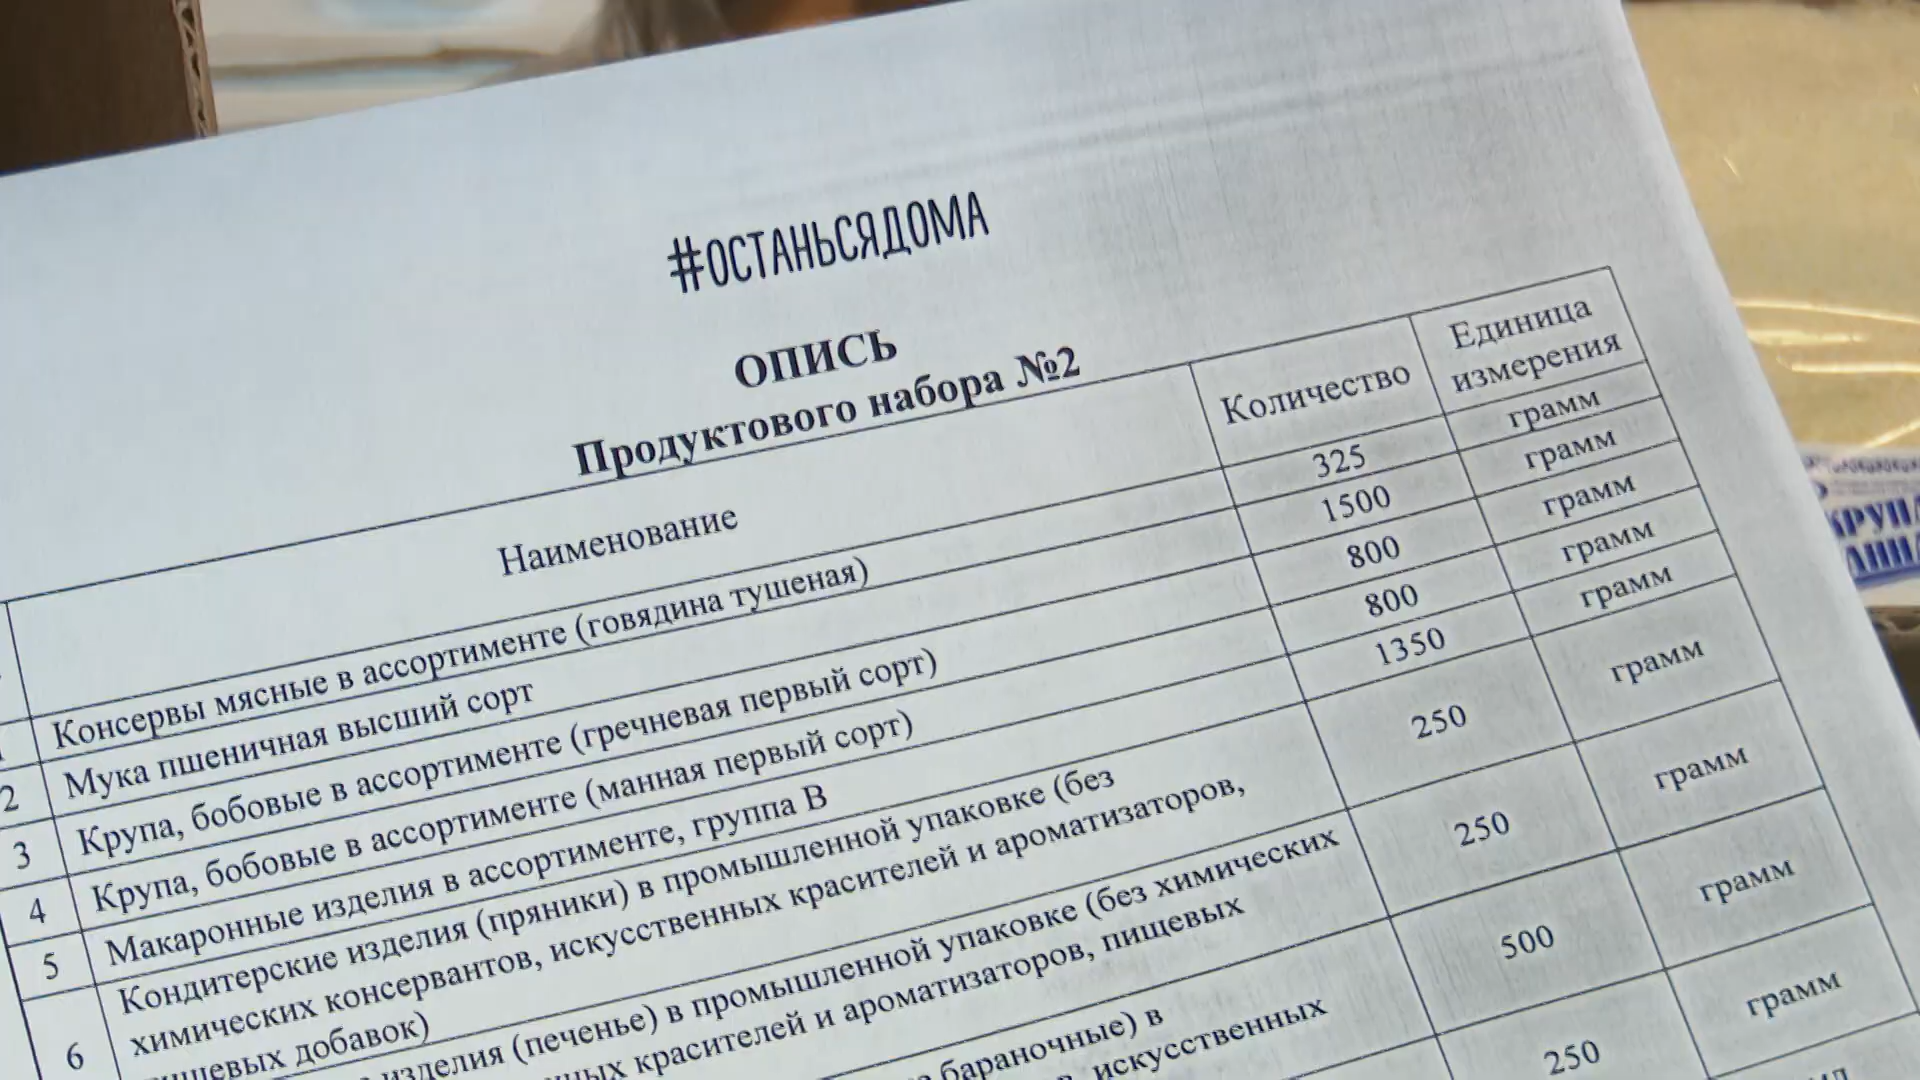 #ОСТАНЬСЯДОМА
ОПИСЬ
Продуктового набора №2
Наименование Количество Единица измерения
Консервы мясные в ассортименте (говядина тушеная) 325 грамм
2 Мука пшеничная высший сорт 1500 грамм
3 Крупа, бобовые в ассортименте (гречневая первый сорт) 800 грамм
4 Крупа, бобовые в ассортименте (манная первый сорт) 800 грамм
5 Макаронные изделия в ассортименте, группа В 1350 грамм
6 Кондитерские изделия (пряники) в промышленной упаковке (без 250 грамм
химических консервантов, искусственных красителей и ароматизаторов,
добавок)
изделия (печенье) в промышленной упаковке (без химических 250 грамм
красителей и ароматизаторов, пищевых
бараночные) в 500 грамм
искусственных
250 грамм